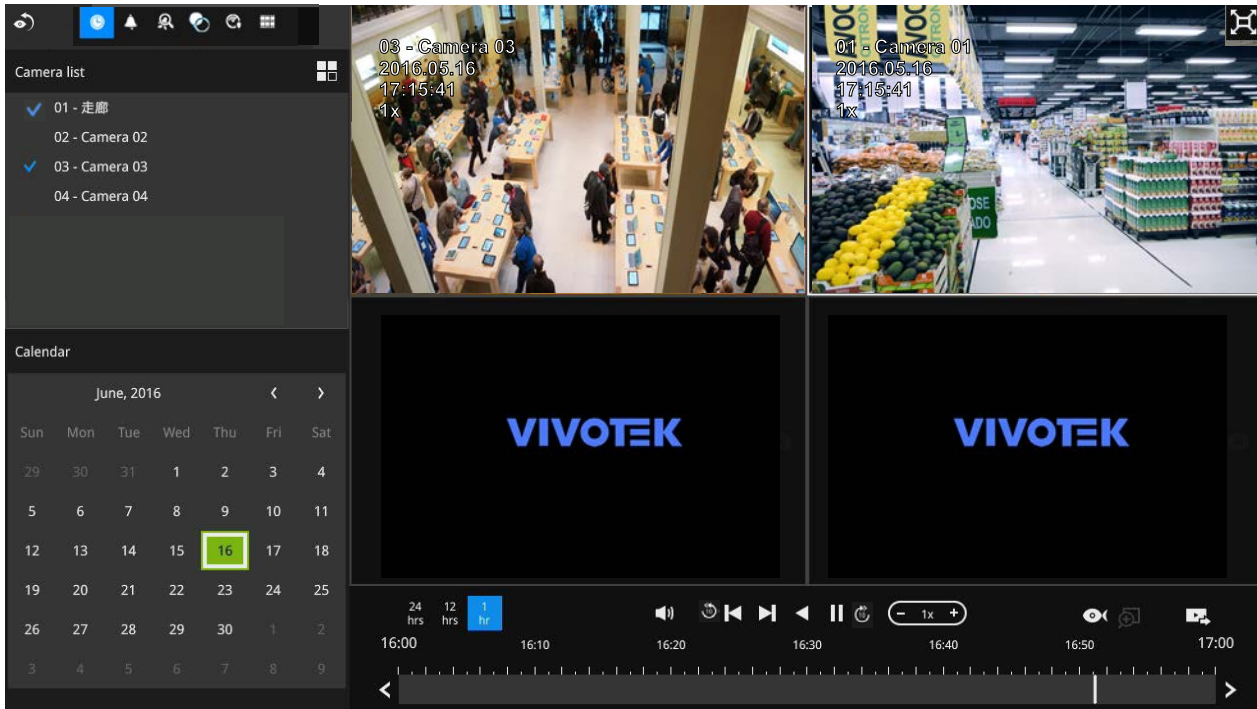 Camera list
01 - 走廊
02 - Camera 02
03 - Camera 03
04 - Camera 04
Calendar
June, 2016
Sun Mon Tue Wed Thu Fri Sat
29 30 31 1 2 3 4
5 6 7 8 9 10 11
12 13 14 15 16 17 18
19 20 21 22 23 24 25
26 27 28 29 30 1 2
3 4 5 6 7 8 9
03 - Camera 03
2016.05.16
17:15:41
1x
01 - Camera 01
2016.05.16
17:15:41
1x
VIVOTEK
VIVOTEK
24 hrs
12 hrs
1 hr
10
10
- 1x +
16:00 16:10 16:20 16:30 16:40 16:50 17:00